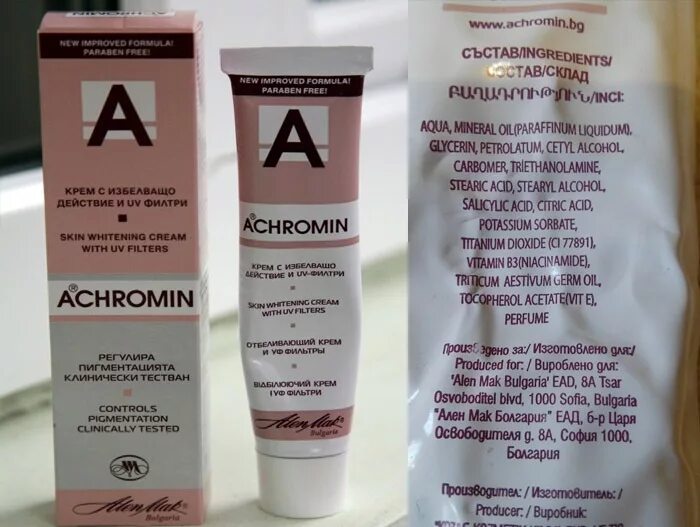 NEW IMPROVED FORMULA!
PARABEN FREE!
A
КРЕМ С ИЗБЕЛВАЩО
ДЕЙСТВИЕ И UV ФИЛТРИ
SKIN WHITENING CREAM
WITH UV FILTERS
ACHROMIN®
РЕГУЛИРА
ПИГМЕНТАЦИЯТА
КЛИНИЧЕСКИ ТЕСТВАН
CONTROLS
PIGMENTATION
CLINICALLY TESTED
AlenMak®
Bulgaria
NEW IMPROVED FORMULA!
PARABEN FREE!
A
ACHROMIN®
КРЕМ С ИЗБЕЛВАЩО
ДЕЙСТВИЕ И UV-ФИЛТРИ
SKIN WHITENING CREAM
WITH UV FILTERS
ОТБЕЛИВАЮЩИЙ КРЕМ
И УФ ФИЛЬТРЫ
ВІДБІЛЮЮЧИЙ КРЕМ
І УФ ФІЛЬТРИ
AlenMak®
Bulgaria
www.achromin.bg
СЪСТАВ/INGREDIENTS/
СОСТАВ/СКЛАД
ԲԱՂԱԴՐՈՒԹՅՈՒՆ/INCI:
AQUA, MINERAL OIL(PARAFFINUM LIQUIDUM),
GLYCERIN, PETROLATUM, CETYL ALCOHOL,
CARBOMER, TRIETHANOLAMINE,
STEARIC ACID, STEARYL ALCOHOL,
SALICYLIC ACID, CITRIC ACID,
POTASSIUM SORBATE,
TITANIUM DIOXIDE (CI 77891),
VITAMIN B3(NIACINAMIDE),
TRITICUM AESTIVUM GERM OIL,
TOCOPHEROL ACETATE(VIT E),
PERFUME
Произведено за:/ Изготовлено для:/
Produced for: / Вироблено для:
'Alen Mak Bulgaria' EAD, 8A Tsar
Osvoboditel blvd, 1000 Sofia, Bulgaria
"Ален Мак България" ЕАД, б-р Царя
Освободителя д. 8А, София 1000,
Болгария
Производител: / Изготовитель: /
Producer: / Виробник: